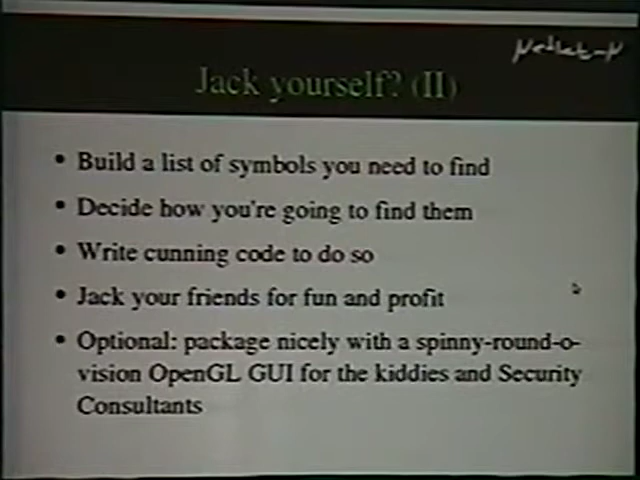 Jack yourself? (II)
• Build a list of symbols you need to find
• Decide how you're going to find them
• Write cunning code to do so
• Jack your friends for fun and profit
• Optional: package nicely with a spinny-round-o-
vision OpenGL GUI for the kiddies and Security
Consultants